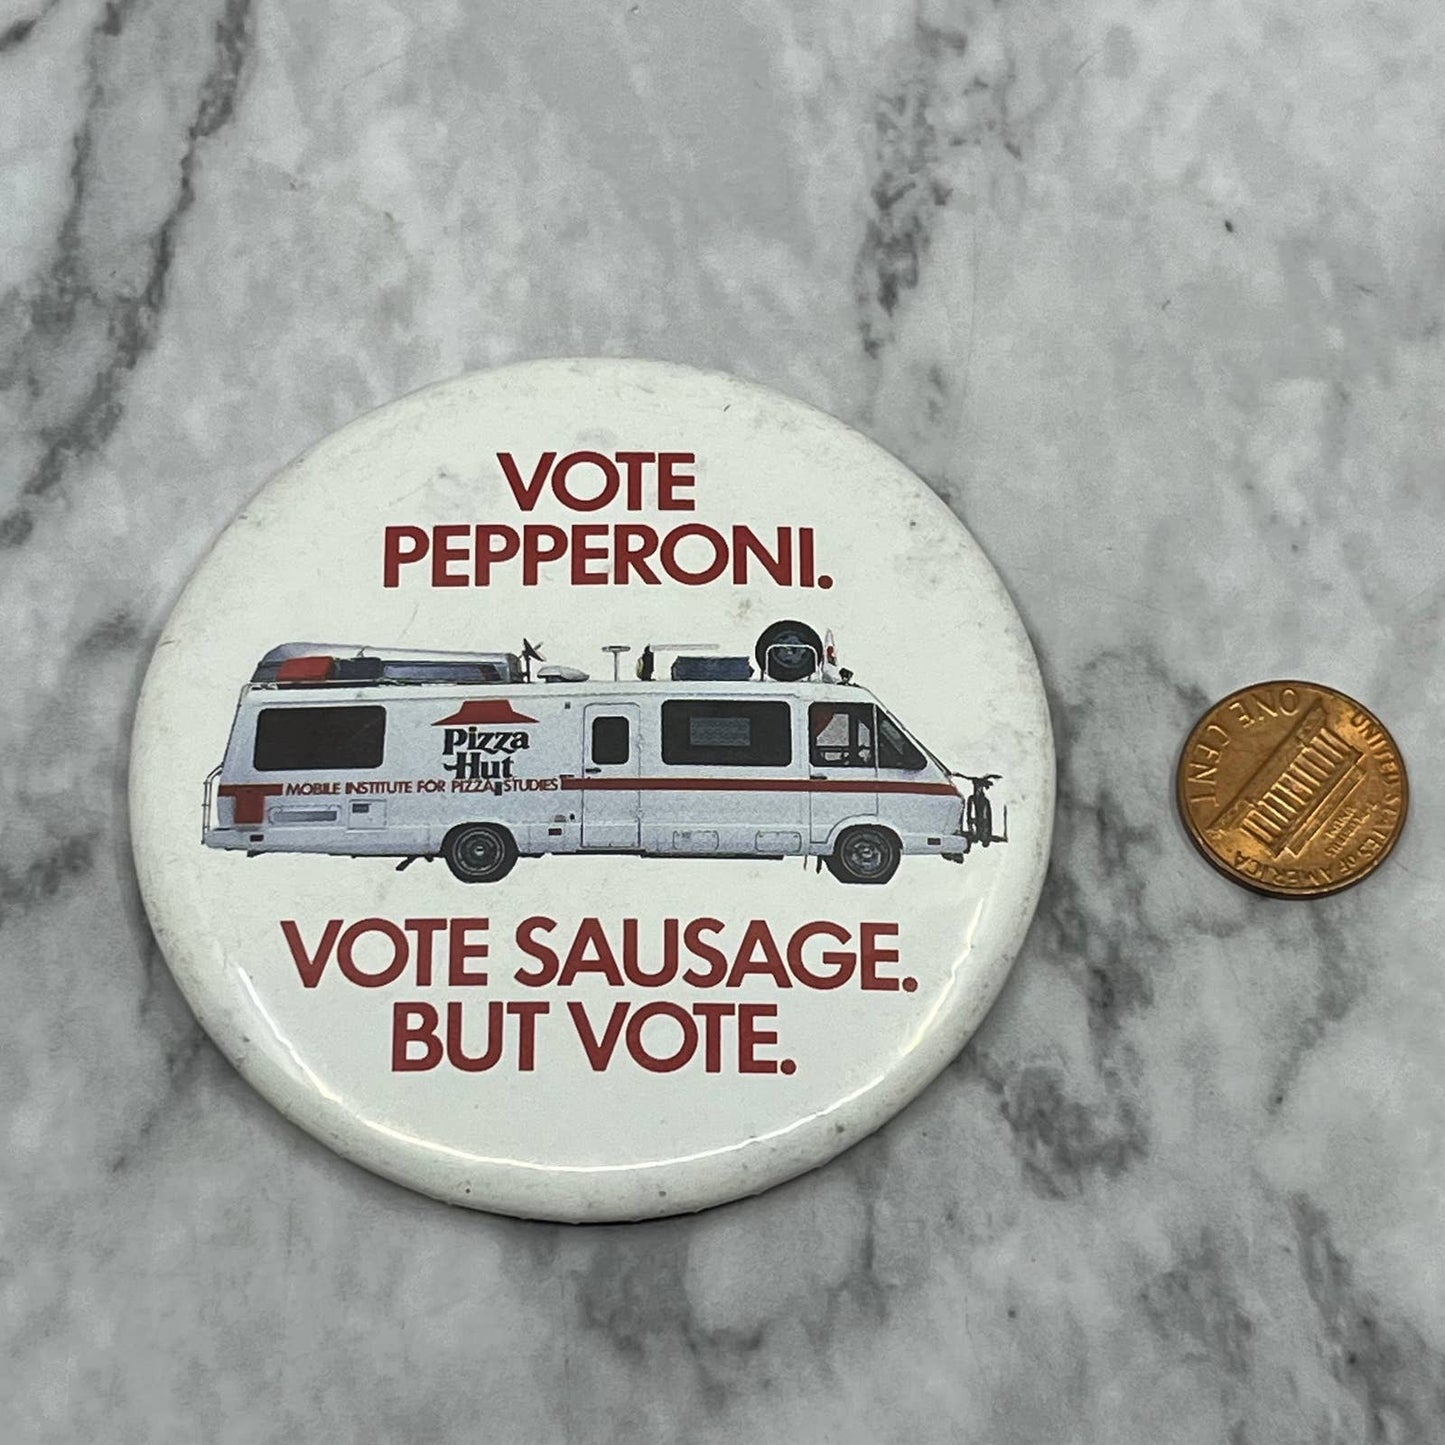 VOTE
PEPPERONI.
Pizza
Hut
MOBILE INSTITUTE FOR PIZZA STUDIES
VOTE SAUSAGE.
BUT VOTE.
UNITED STATES OF AMERICA
ONE CENT